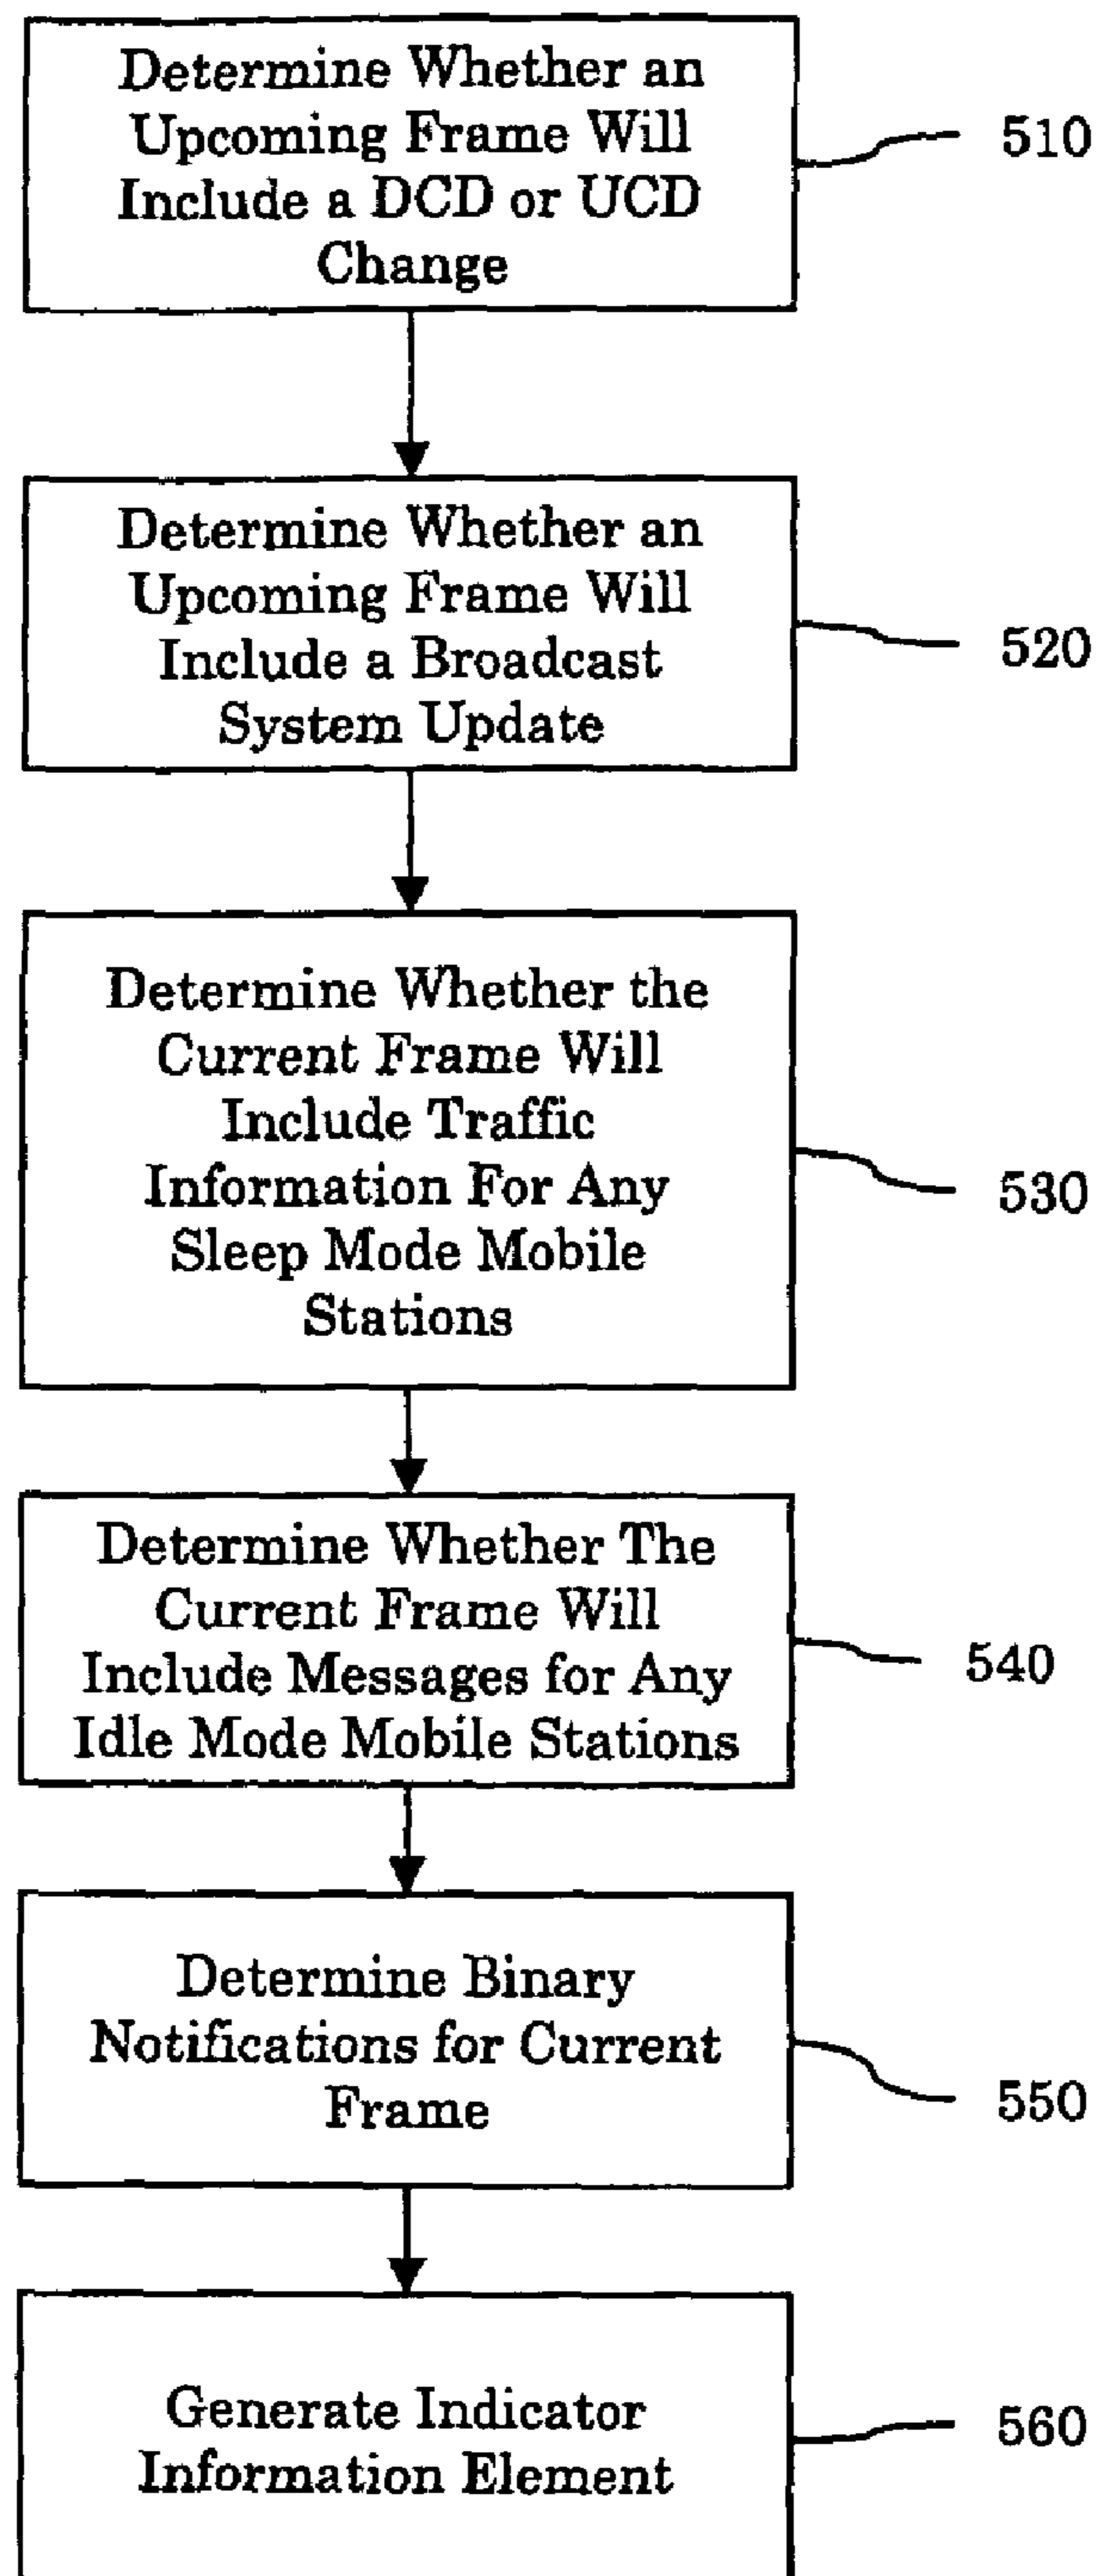 Determine Whether an
Upcoming Frame Will
Include a DCD or UCD
Change
510
Determine Whether an
Upcoming Frame Will
Include a Broadcast
System Update
520
Determine Whether the
Current Frame Will
Include Traffic
Information For Any
Sleep Mode Mobile
Stations
530
Determine Whether The
Current Frame Will
Include Messages for Any
Idle Mode Mobile Stations
540
Determine Binary
Notifications for Current
Frame
550
Generate Indicator
Information Element
560